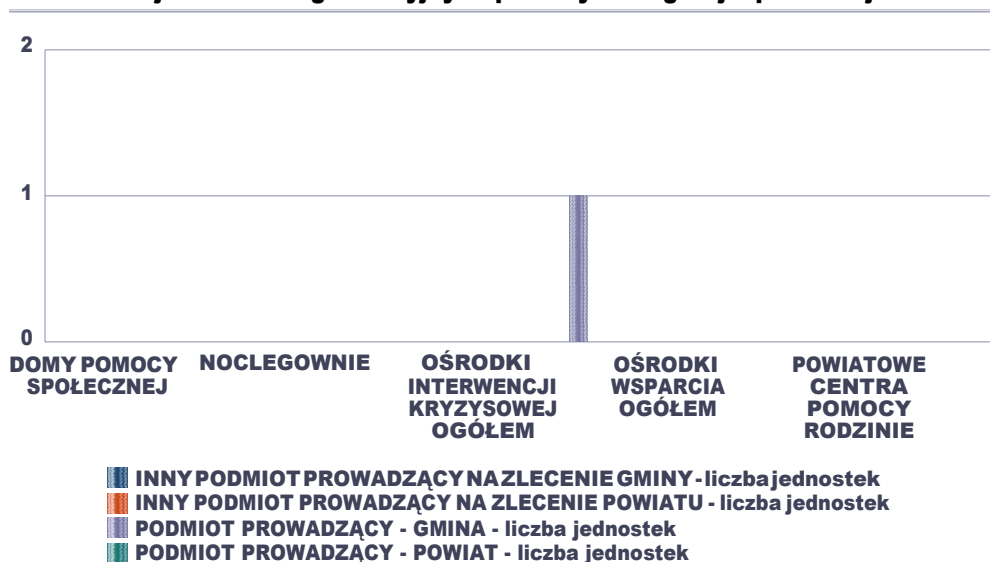 2
1
0
DOMY POMOCY SPOŁECZNEJ
NOCLEGOWNIE
OŚRODKI INTERWENCJI KRYZYSOWEJ OGÓŁEM
OŚRODKI WSPARCIA OGÓŁEM
POWIATOWE CENTRA POMOCY RODZINIE
INNY PODMIOT PROWADZĄCY NA ZLECENIE GMINY - liczba jednostek
INNY PODMIOT PROWADZĄCY NA ZLECENIE POWIATU - liczba jednostek
PODMIOT PROWADZĄCY - GMINA - liczba jednostek
PODMIOT PROWADZĄCY - POWIAT - liczba jednostek